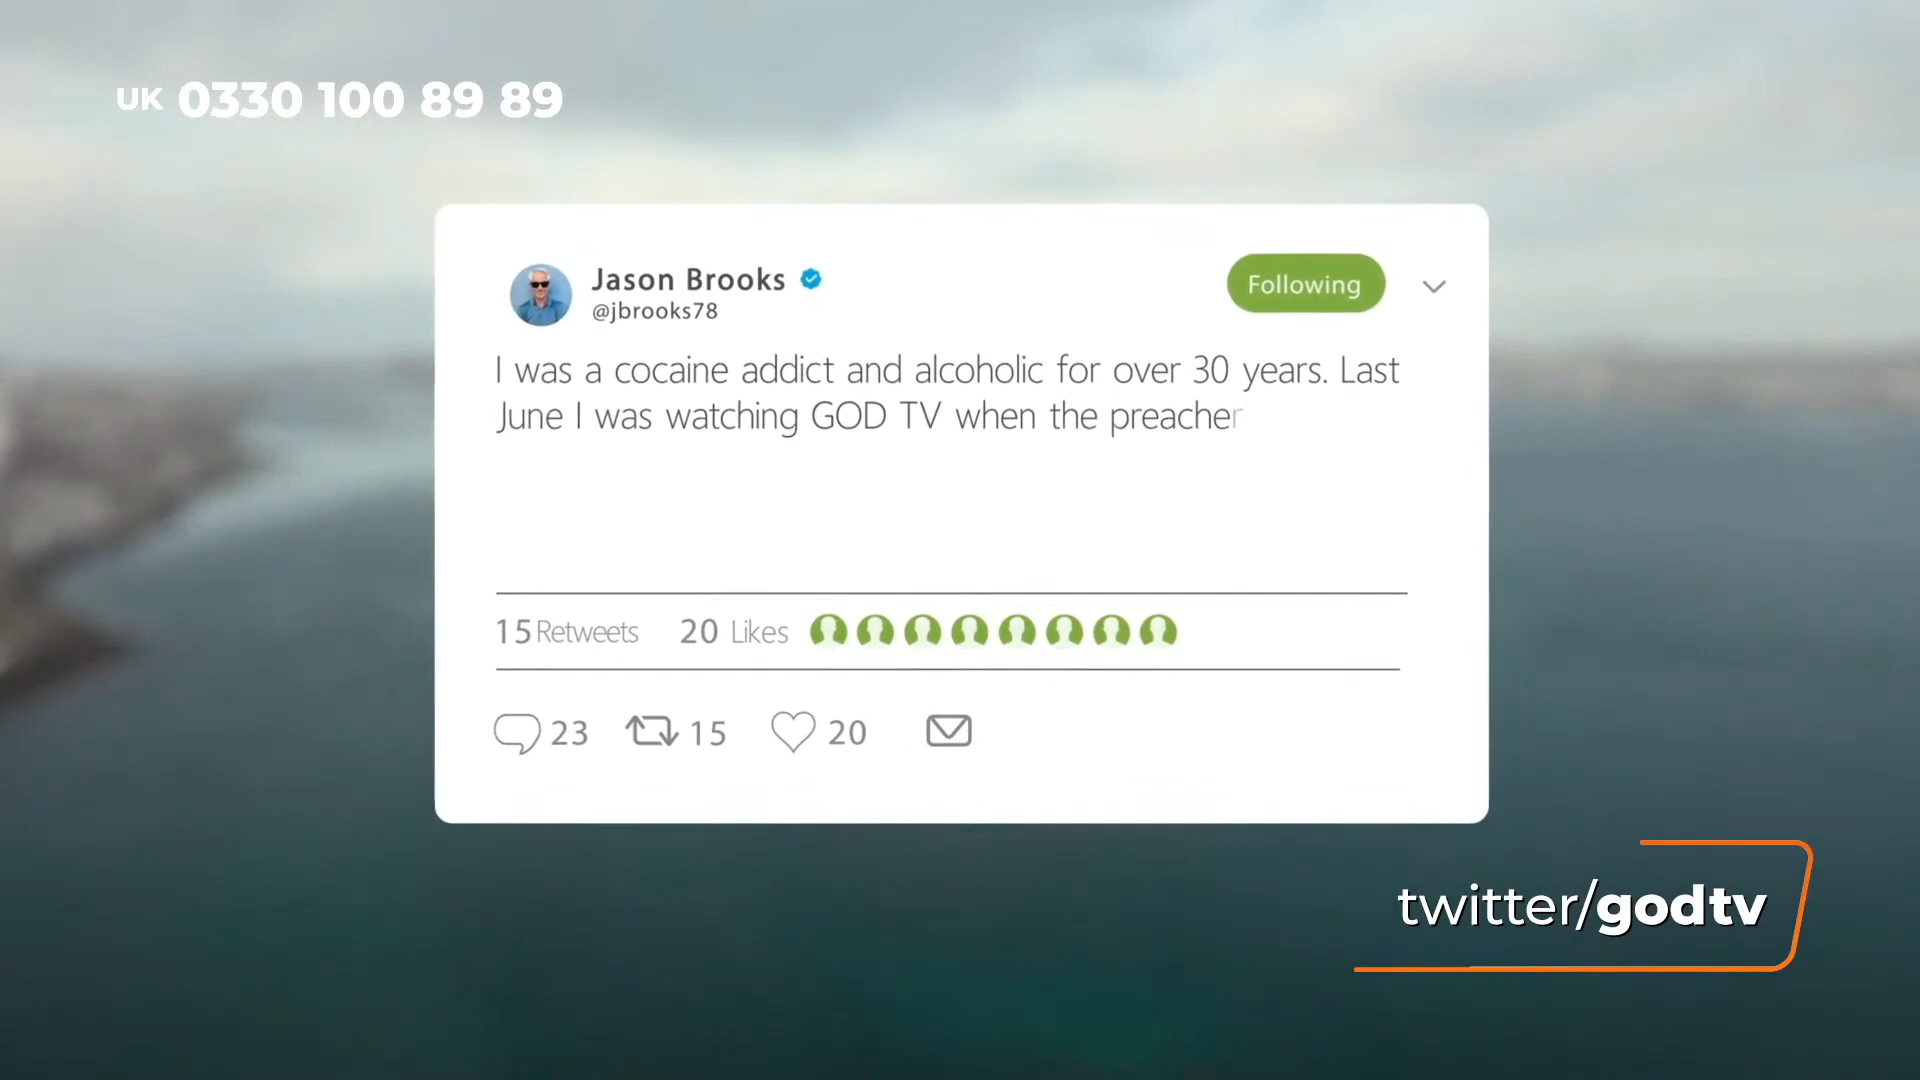 UK 0330 100 89 89
Jason Brooks
@jbrooks78
Following
I was a cocaine addict and alcoholic for over 30 years. Last
June I was watching GOD TV when the preacher
15 Retweets 20 Likes
23 15 20
twitter/godtv